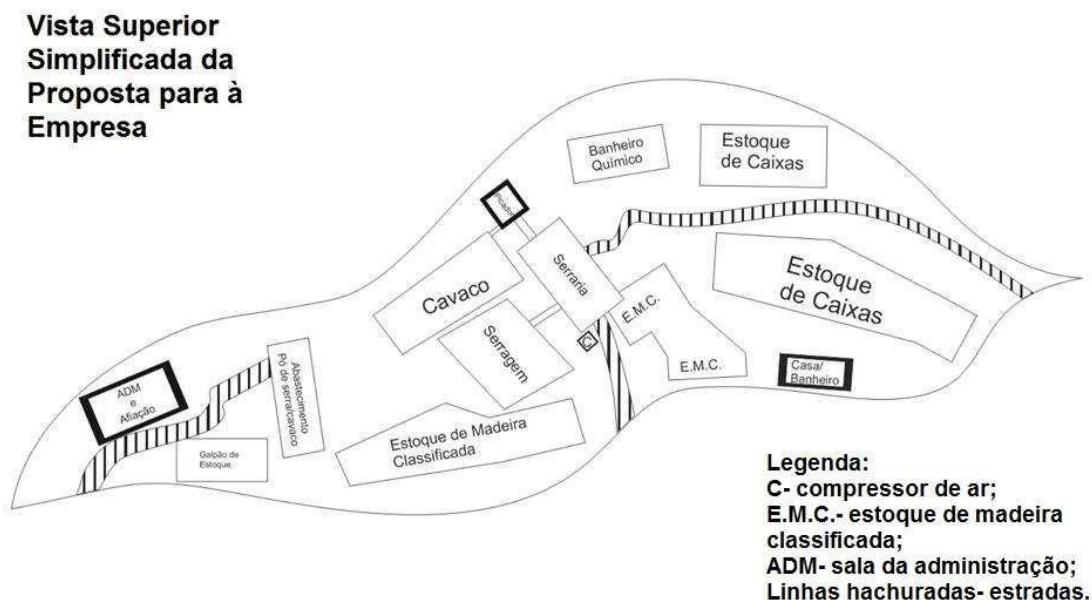 Vista Superior
Simplificada da
Proposta para à
Empresa
Banheiro
Químico
Estoque
de Caixas
Picador
Serraria
Cavaco
Estoque
de Caixas
E.M.C.
Serragem
C
E.M.C.
Casa/
Banheiro
ADM
e
Afiação
Abastecimento
Pó de serra/cavaco
Galpão de
Estoque.
Estoque de Madeira
Classificada
Legenda:
C- compressor de ar;
E.M.C.- estoque de madeira
classificada;
ADM- sala da administração;
Linhas hachuradas- estradas.